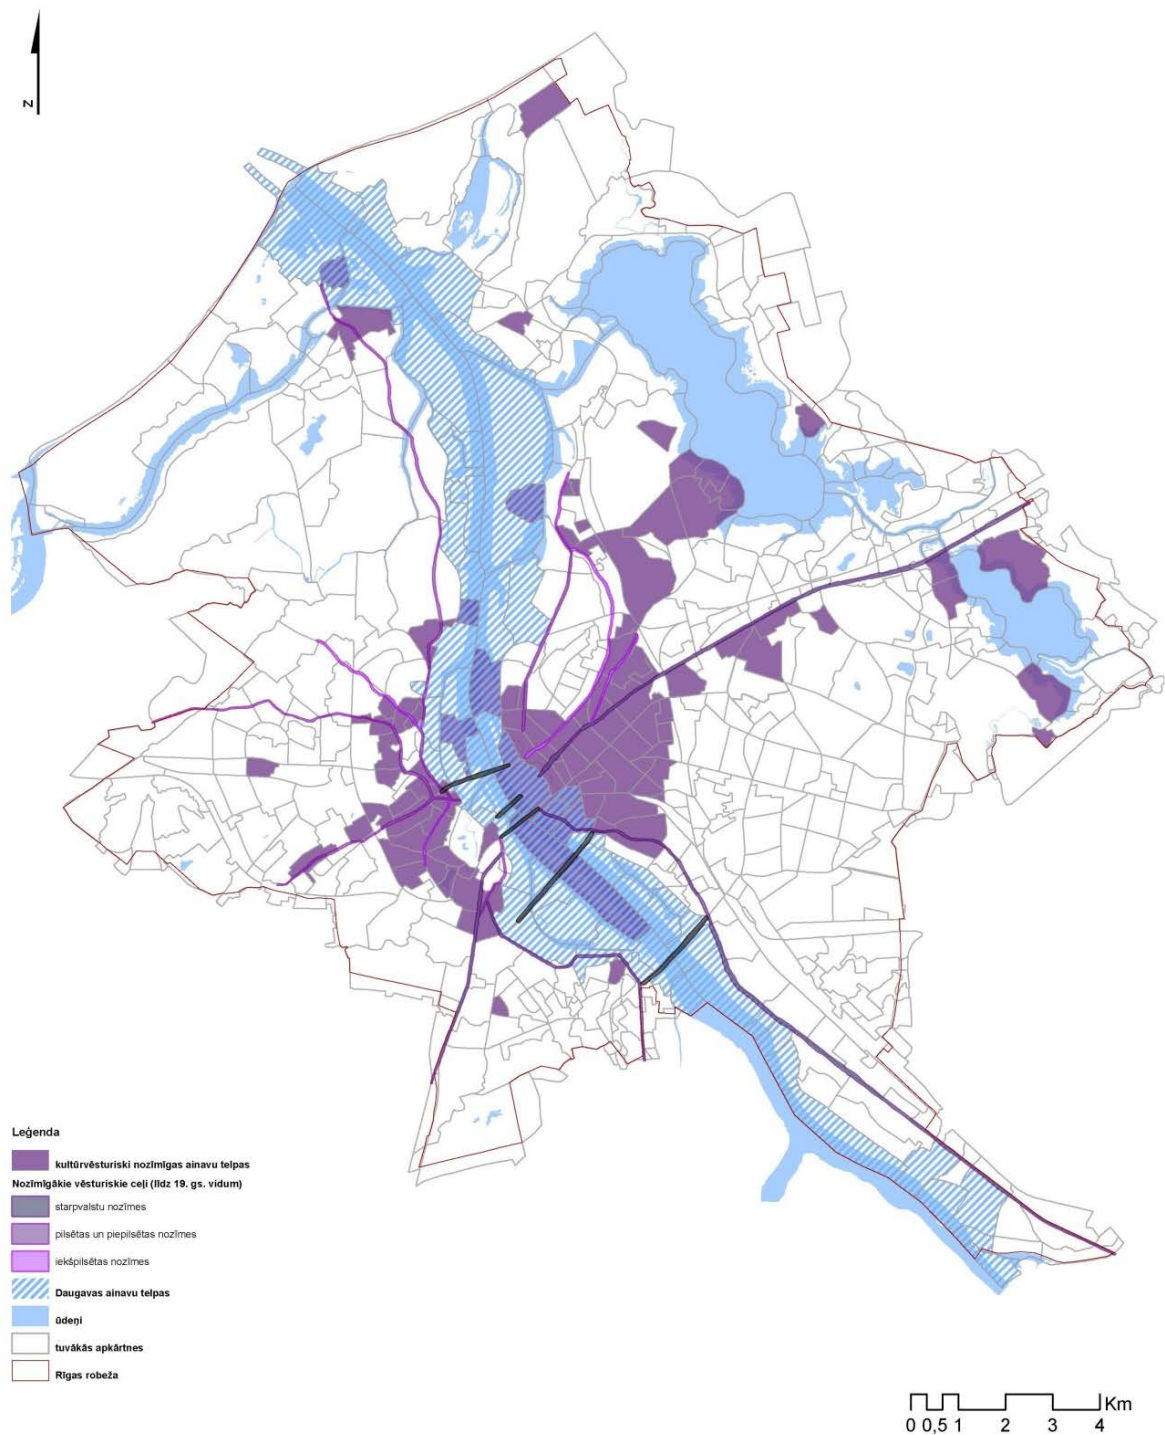 z
Leģenda
kultūrvēsturiski nozīmīgas ainavu telpas
Nozīmīgākie vēsturiskie ceļi (līdz 19. gs. vidum)
starpvalstu nozīmes
pilsētas un piepilsētas nozīmes
iekšpilsētas nozīmes
Daugavas ainavu telpas
ūdeņi
tuvākās apkārtnes
Rīgas robeža
Km
0 0,5 1 2 3 4